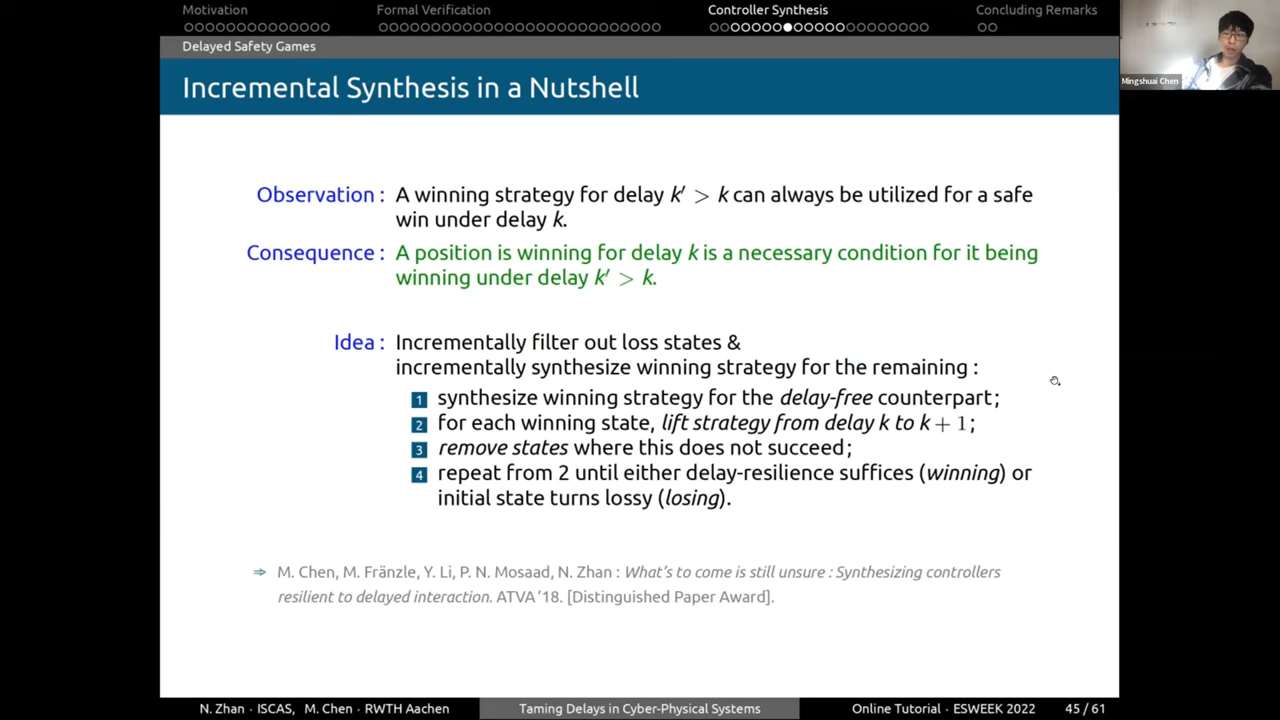 Motivation Formal Verification Controller Synthesis Concluding Remarks
Delayed Safety Games
Incremental Synthesis in a Nutshell
Mingshuai Chen
Observation : A winning strategy for delay k′ > k can always be utilized for a safe
win under delay k.
Consequence : A position is winning for delay k is a necessary condition for it being
winning under delay k′ > k.
Idea : Incrementally filter out loss states &
incrementally synthesize winning strategy for the remaining :
1 synthesize winning strategy for the delay-free counterpart;
2 for each winning state, lift strategy from delay k to k + 1;
3 remove states where this does not succeed;
4 repeat from 2 until either delay-resilience suffices (winning) or
initial state turns lossy (losing).
⇒ M. Chen, M. Fränzle, Y. Li, P. N. Mosaad, N. Zhan : What's to come is still unsure : Synthesizing controllers
resilient to delayed interaction. ATVA '18. [Distinguished Paper Award].
N. Zhan · ISCAS, M. Chen · RWTH Aachen Taming Delays in Cyber-Physical Systems Online Tutorial · ESWEEK 2022 45 / 61